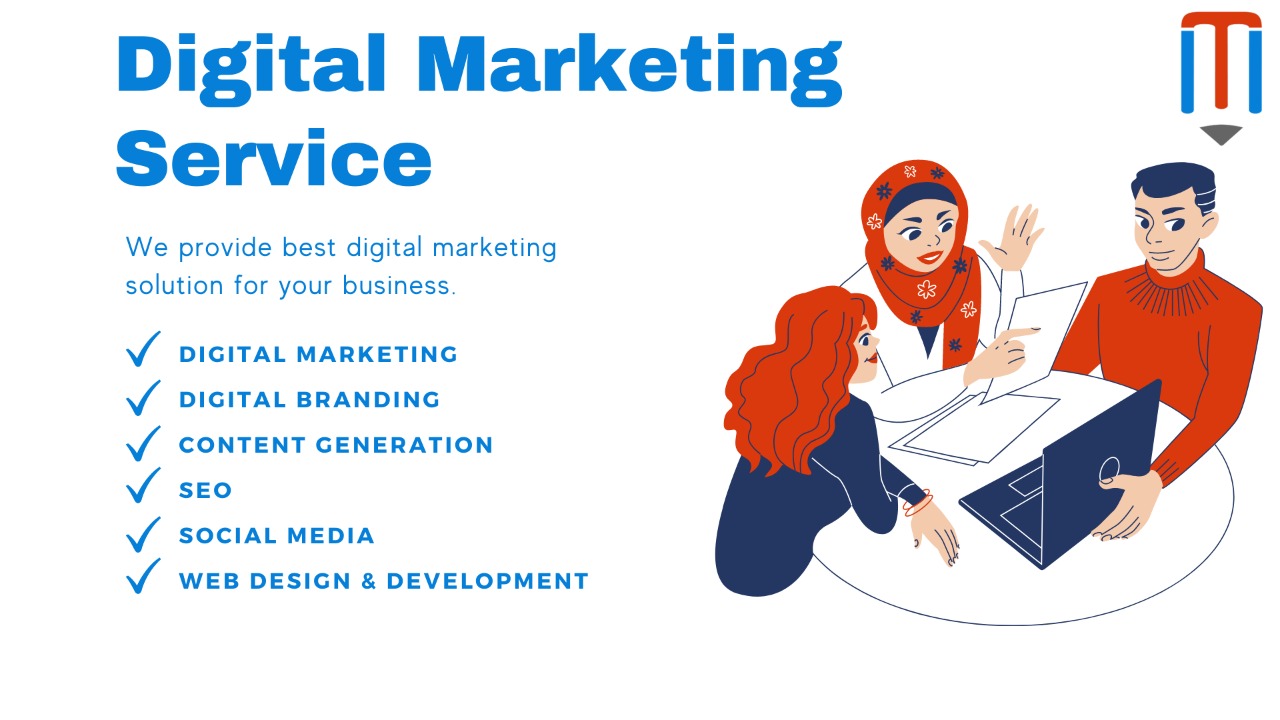 Digital Marketing
Service
We provide best digital marketing
solution for your business.
DIGITAL MARKETING
DIGITAL BRANDING
CONTENT GENERATION
SEO
SOCIAL MEDIA
WEB DESIGN & DEVELOPMENT